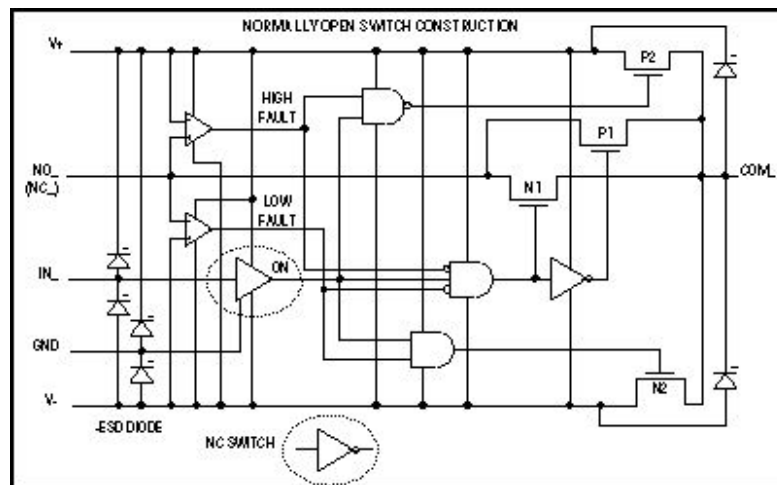 NORMALLY OPEN SWITCH CONSTRUCTION
V+
P2
HIGH
FAULT
P1
NO_
(NC_)
N1
COM_
LOW
FAULT
IN_
ON
GND
N2
V-
-ESD DIODE
NC SWITCH